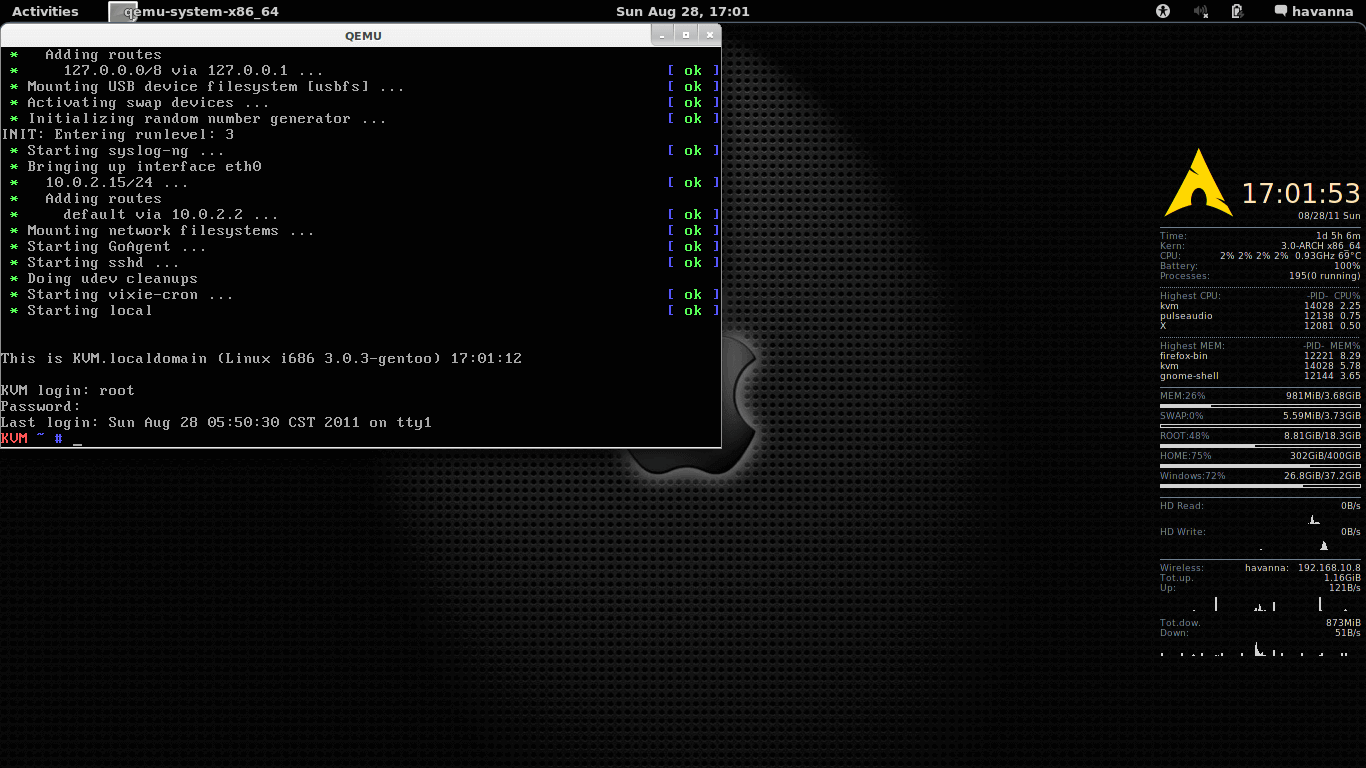 Activities qemu-system-x86_64 Sun Aug 28, 17:01 havanna
QEMU
* Adding routes
* 127.0.0.0/8 via 127.0.0.1 ... [ ok ]
* Mounting USB device filesystem [usbfs] ... [ ok ]
* Activating swap devices ... [ ok ]
* Initializing random number generator ... [ ok ]
INIT: Entering runlevel: 3
* Starting syslog-ng ... [ ok ]
* Bringing up interface eth0
* 10.0.2.15/24 ... [ ok ]
* Adding routes
* default via 10.0.2.2 ... [ ok ]
* Mounting network filesystems ... [ ok ]
* Starting GoAgent ... [ ok ]
* Starting sshd ... [ ok ]
* Doing udev cleanups
* Starting vixie-cron ... [ ok ]
* Starting local [ ok ]
This is KVM.localdomain (Linux i686 3.0.3-gentoo) 17:01:12
KVM login: root
Password:
Last login: Sun Aug 28 05:50:30 CST 2011 on tty1
KVM ~ # _
17:01:53
08/28/11 Sun
Time: 1d 5h 6m
Kern: 3.0-ARCH x86_64
CPU: 2% 2% 2% 2% 0.93GHz 69°C
Battery: 100%
Processes: 195(0 running)
Highest CPU: -PID- CPU%
kvm 14028 2.25
pulseaudio 12138 0.75
X 12081 0.50
Highest MEM: -PID- MEM%
firefox-bin 12221 8.29
kvm 14028 5.78
gnome-shell 12144 3.65
MEM:26% 981MiB/3.68GiB
SWAP:0% 5.59MiB/3.73GiB
ROOT:48% 8.81GiB/18.3GiB
HOME:75% 302GiB/400GiB
Windows:72% 26.8GiB/37.2GiB
HD Read: 0B/s
HD Write: 0B/s
Wireless: havanna: 192.168.10.8
Tot.up. 1.16GiB
Up: 121B/s
Tot.dow. 873MiB
Down: 51B/s